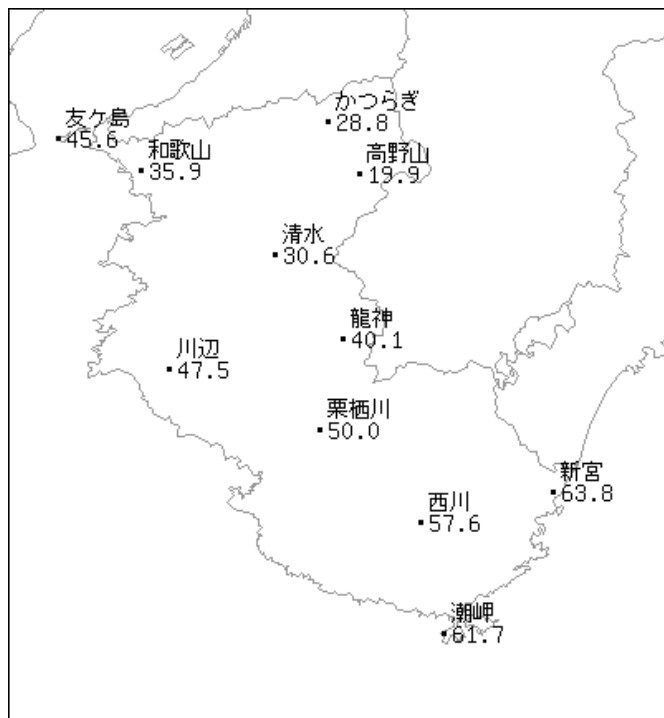 かつらぎ
28.8
友ケ島
45.6
和歌山
35.9
高野山
19.9
清水
30.6
龍神
40.1
川辺
47.5
栗栖川
50.0
新宮
63.8
西川
57.6
潮岬
61.7